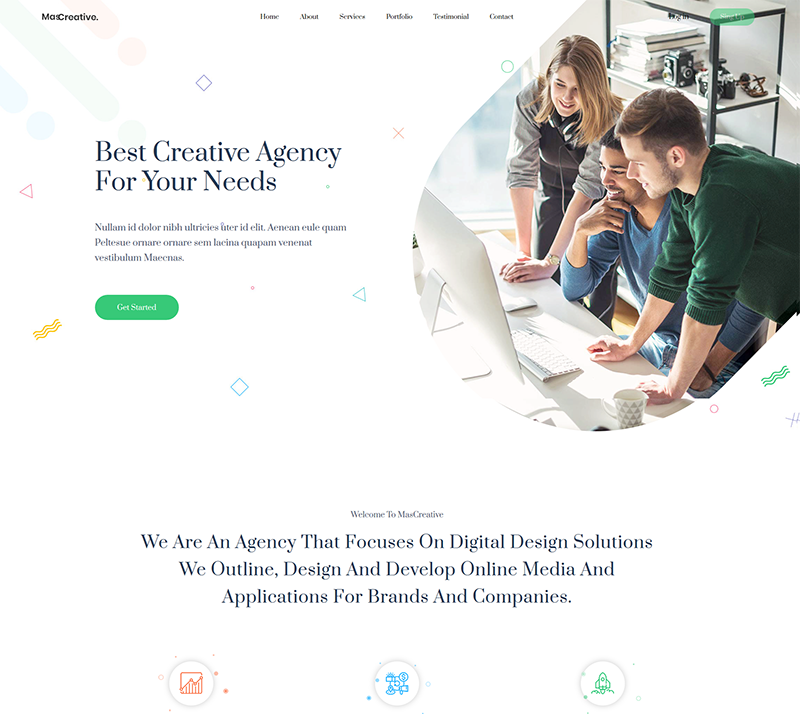 MasCreative.
Home About Services Portfolio Testimonial Contact Log in Sign Up
Best Creative Agency
For Your Needs
Nullam id dolor nibh ultricies uter id elit. Aenean eule quam
Peltesue ornare ornare sem lacina quapam venenat
vestibulum Maecnas.
Get Started
Welcome To MasCreative
We Are An Agency That Focuses On Digital Design Solutions
We Outline, Design And Develop Online Media And
Applications For Brands And Companies.